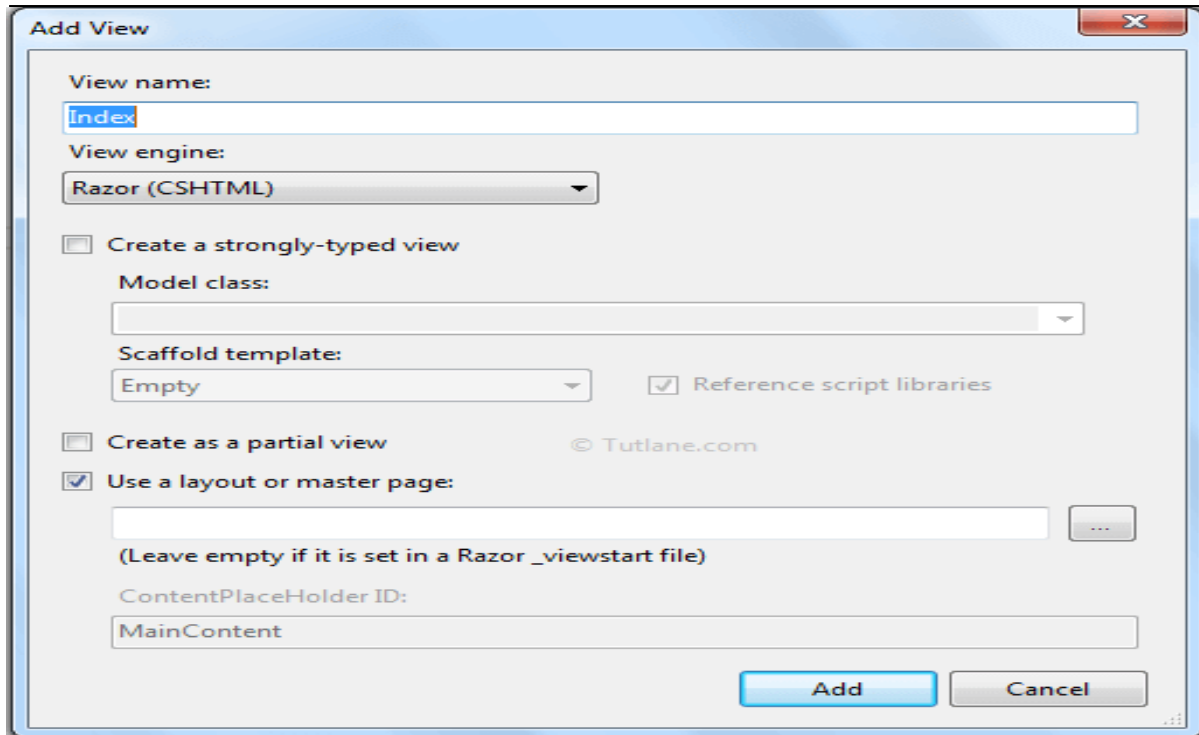 Add View
View name:
Index
View engine:
Razor (CSHTML)
Create a strongly-typed view
Model class:
Scaffold template:
Empty
Reference script libraries
Create as a partial view
© Tutlane.com
Use a layout or master page:
...
(Leave empty if it is set in a Razor _viewstart file)
ContentPlaceHolder ID:
MainContent
Add
Cancel